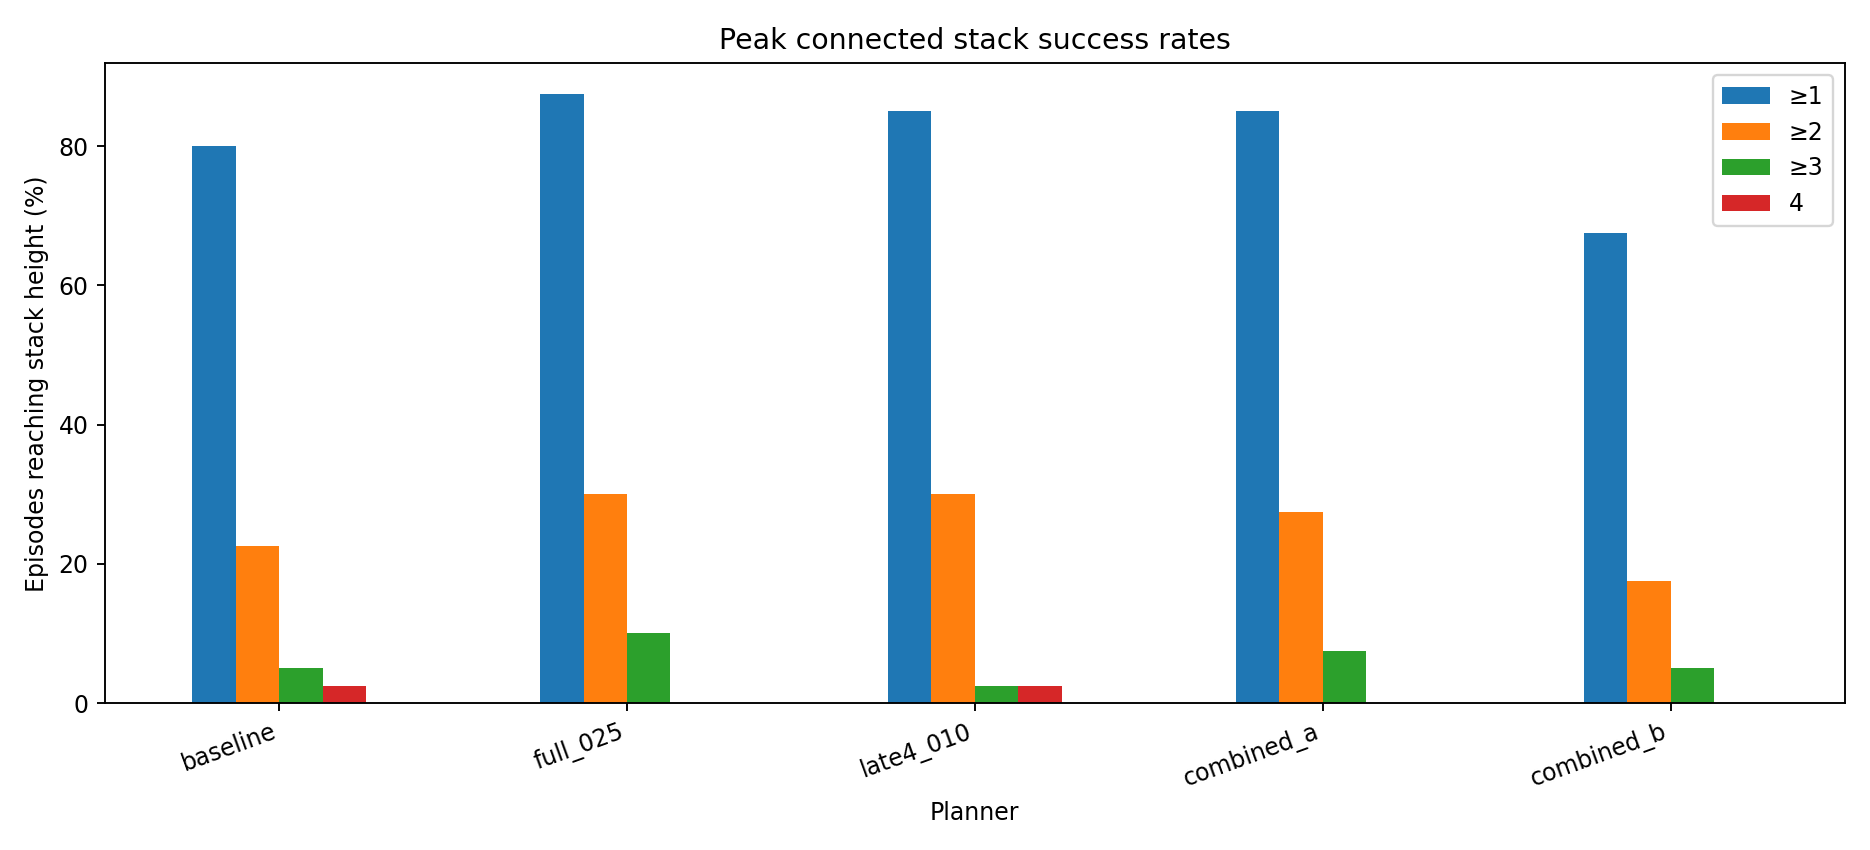 Peak connected stack success rates
Episodes reaching stack height (%)
80
60
40
20
0
≥1
≥2
≥3
4
baseline
full_025
late4_010
combined_a
combined_b
Planner